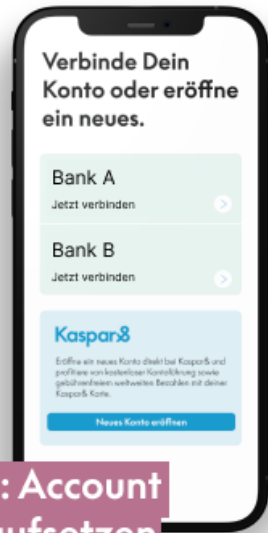 Verbinde Dein
Konto oder eröffne
ein neues.
Bank A
Jetzt verbinden
Bank B
Jetzt verbinden
Kaspar&
Eröffne ein neues Konto direkt bei Kaspar& und
profitiere von kostenloser Kontoführung sowie
gebührenfreiem weltweiten Bezahlen mit deiner
Kaspar& Karte.
Neues Konto eröffnen
: Account
aufsetzen